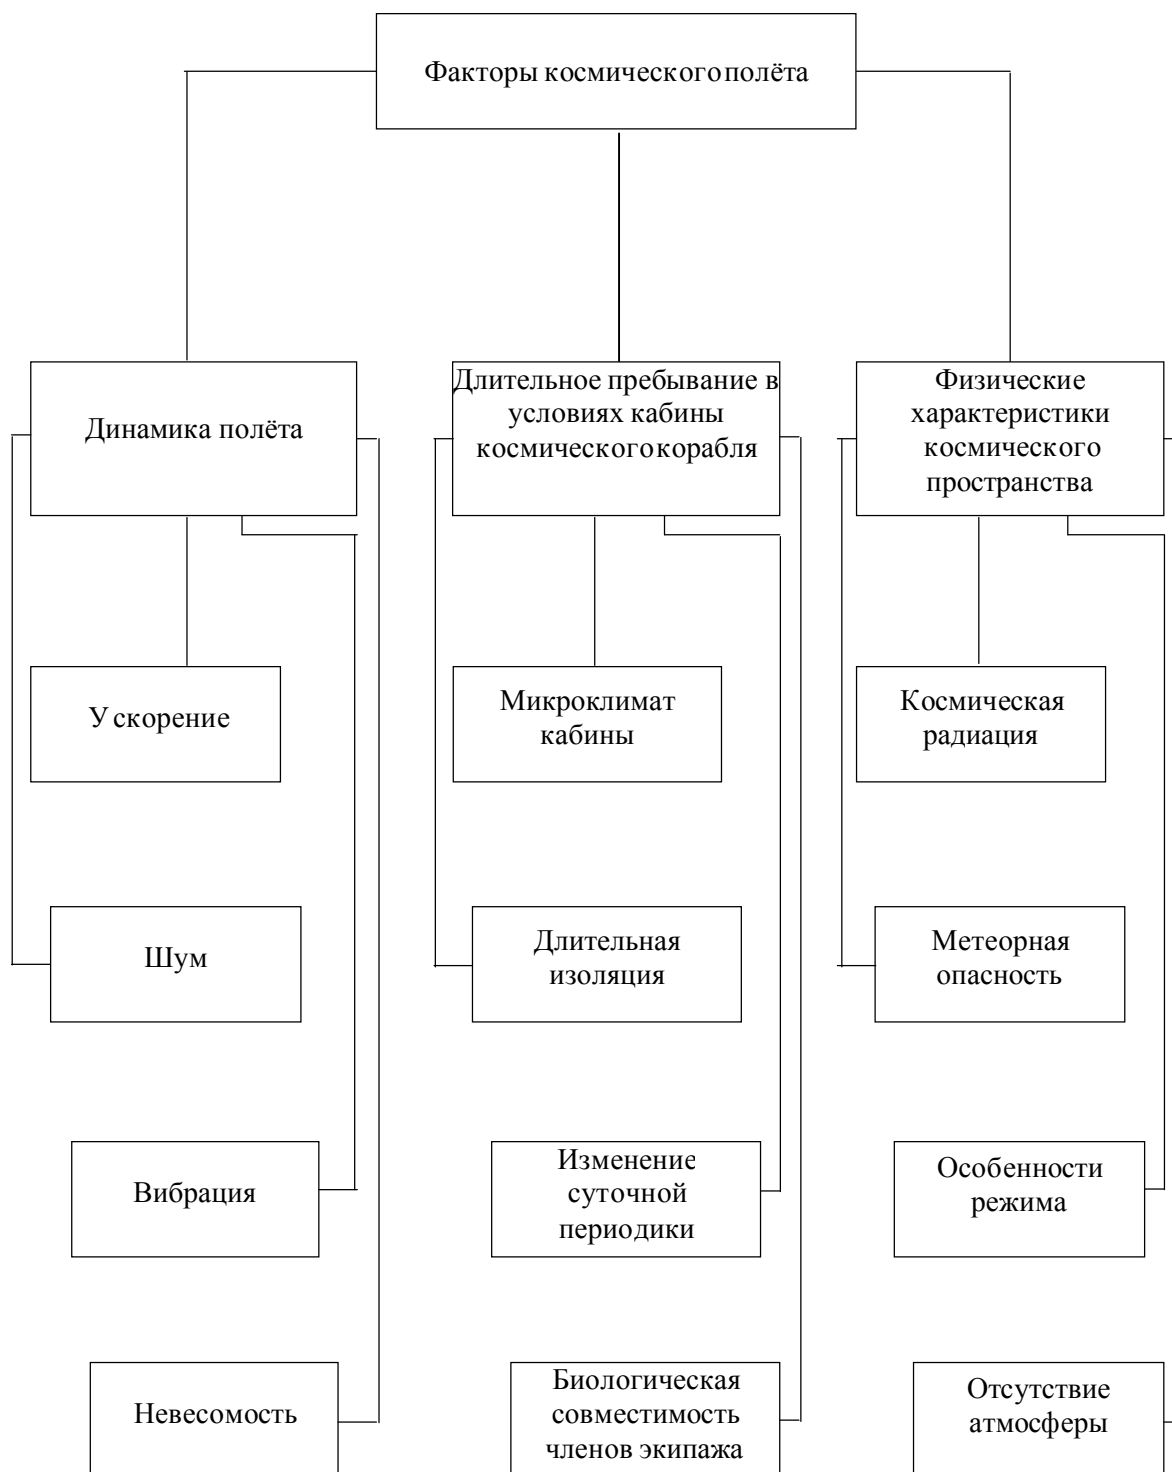 Факторы космического полёта
Динамика полёта
Длительное пребывание в
условиях кабины
космического корабля
Физические
характеристики
космического
пространства
Ускорение
Микроклимат
кабины
Космическая
радиация
Шум
Длительная
изоляция
Метеорная
опасность
Вибрация
Изменение
суточной
периодики
Особенности
режима
Невесомость
Биологическая
совместимость
членов экипажа
Отсутствие
атмосферы